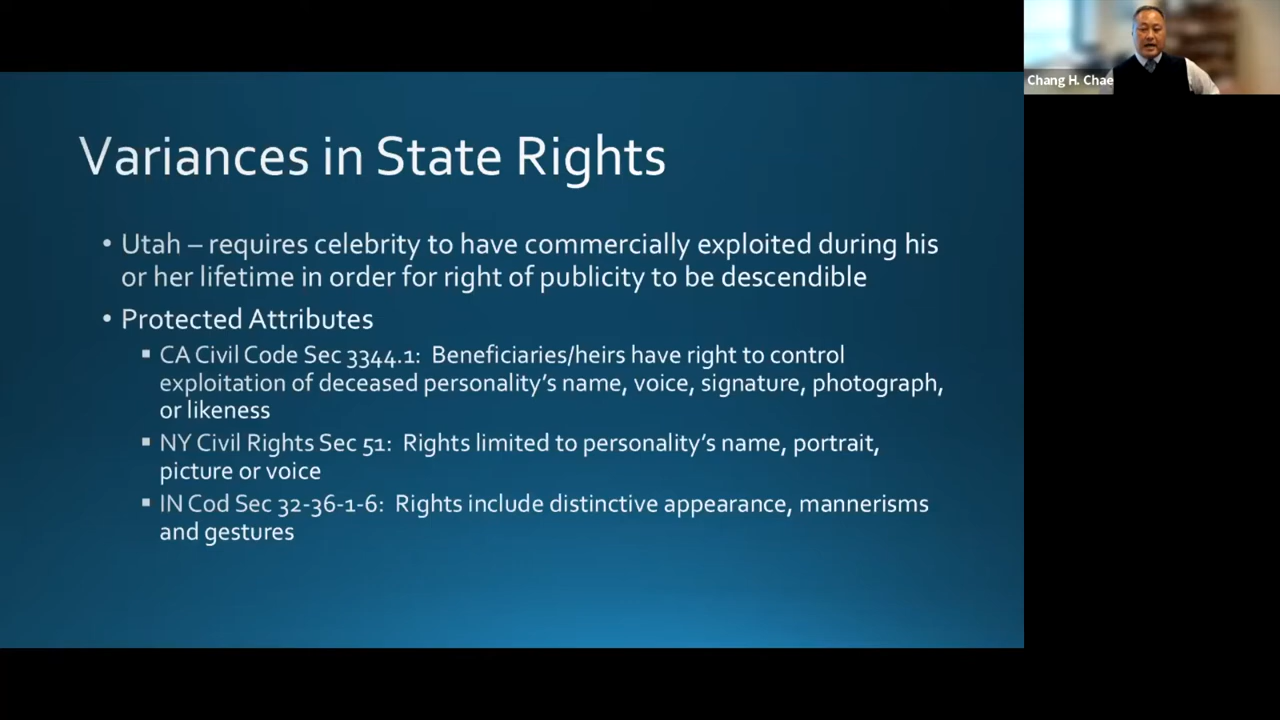 Variances in State Rights
• Utah – requires celebrity to have commercially exploited during his
or her lifetime in order for right of publicity to be descendible
• Protected Attributes
▪ CA Civil Code Sec 3344.1: Beneficiaries/heirs have right to control
exploitation of deceased personality's name, voice, signature, photograph,
or likeness
▪ NY Civil Rights Sec 51: Rights limited to personality's name, portrait,
picture or voice
▪ IN Cod Sec 32-36-1-6: Rights include distinctive appearance, mannerisms
and gestures
Chang H. Chae